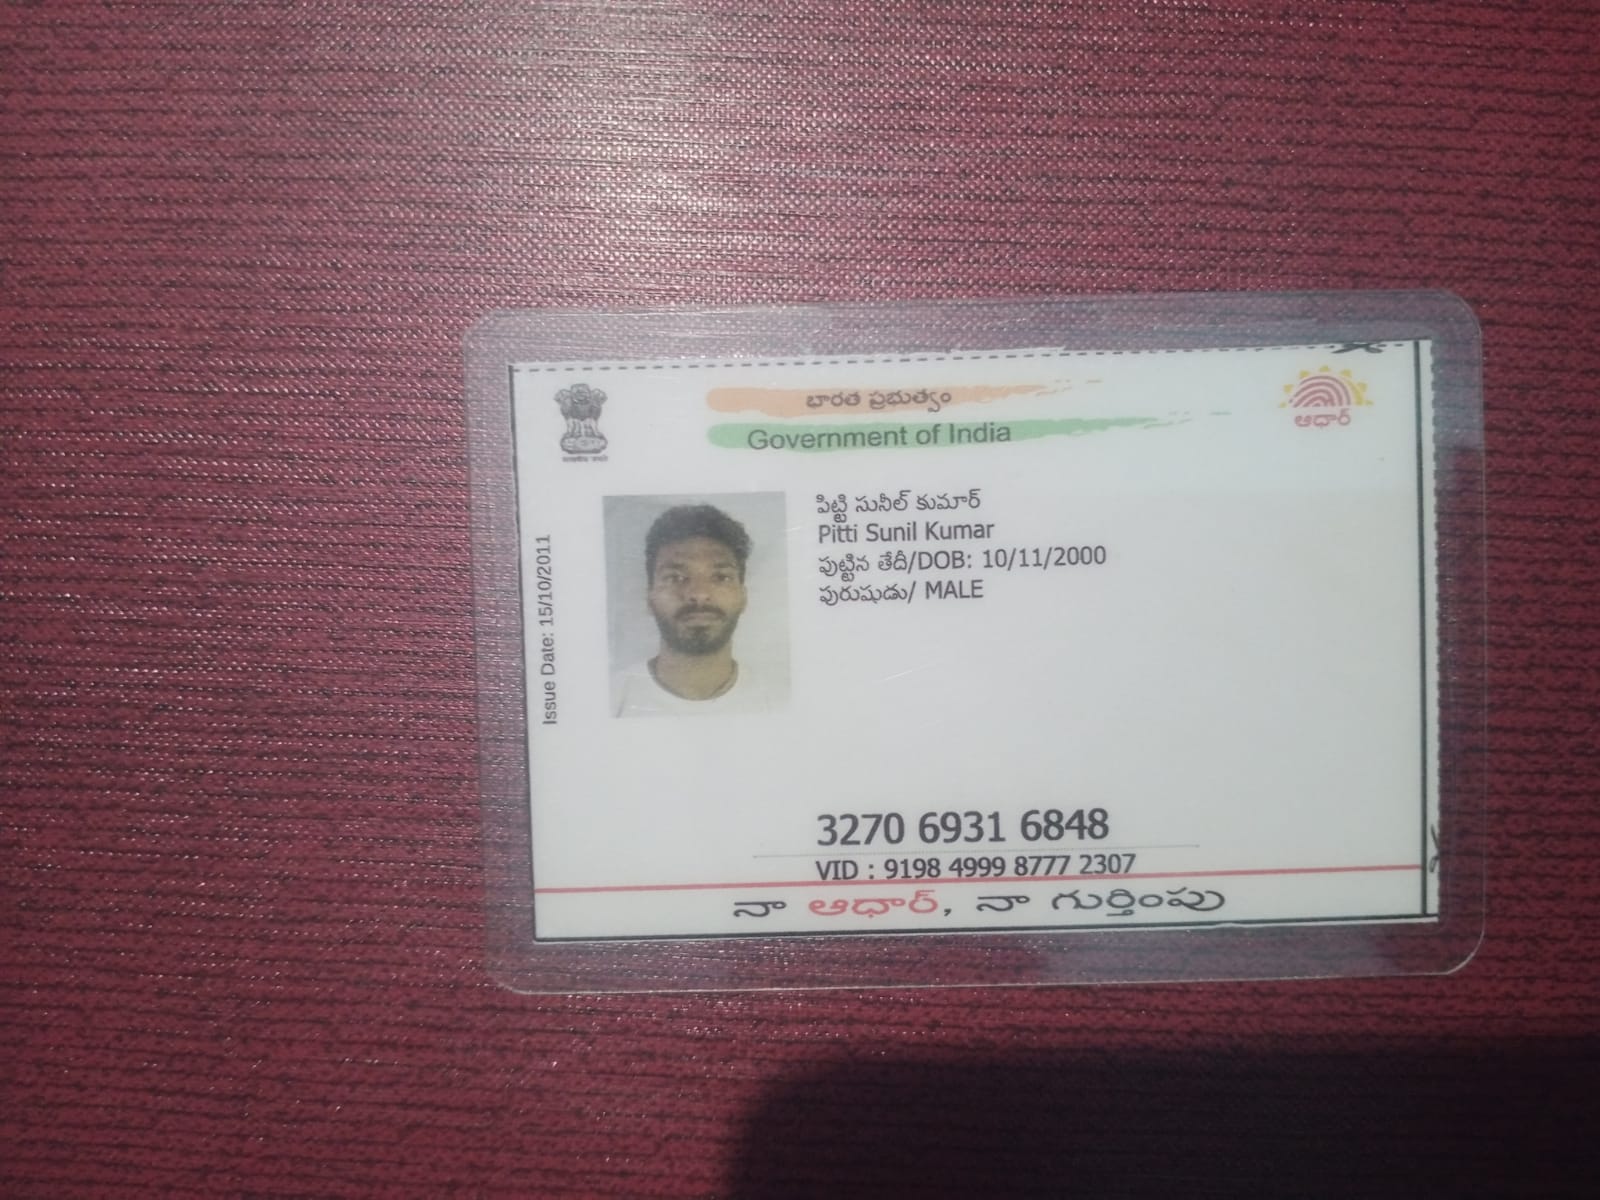 భారత ప్రభుత్వం
Government of India
ఆధార్
Issue Date: 15/10/2011
పిట్టి సునీల్ కుమార్
Pitti Sunil Kumar
పుట్టిన తేదీ/DOB: 10/11/2000
పురుషుడు/ MALE
3270 6931 6848
VID : 9198 4999 8777 2307
నా ఆధార్, నా గుర్తింపు